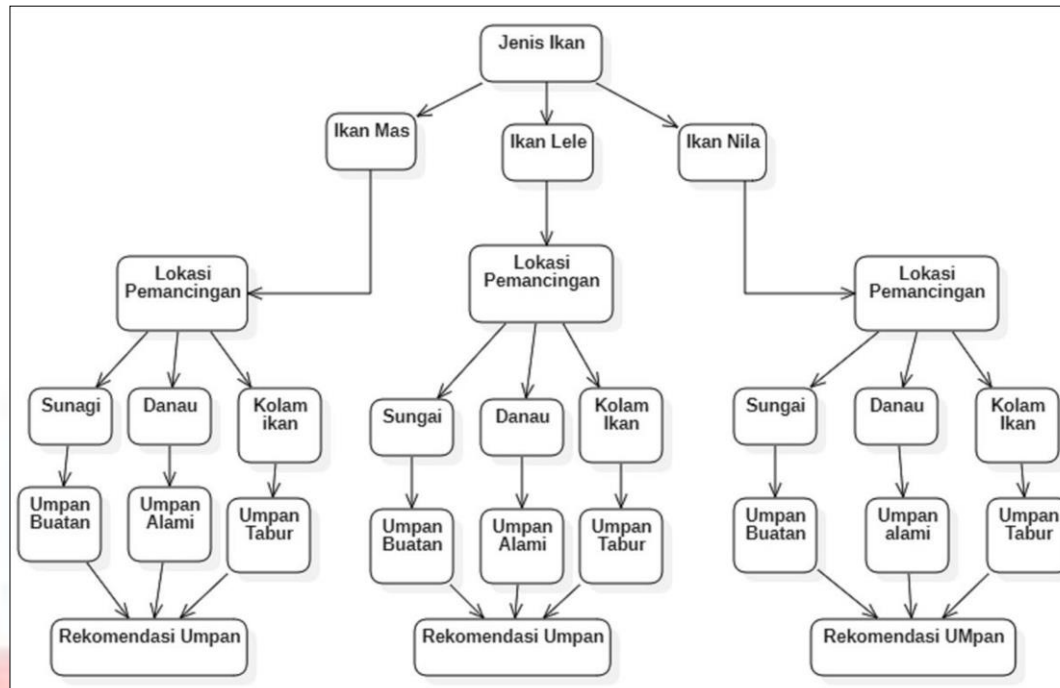 Jenis Ikan
Ikan Mas
Ikan Lele
Ikan Nila
Lokasi
Pemancingan
Lokasi
Pemancingan
Lokasi
Pemancingan
Sunagi
Danau
Kolam
ikan
Sungai
Danau
Kolam
Ikan
Sungai
Danau
Kolam
Ikan
Umpan
Buatan
Umpan
Alami
Umpan
Tabur
Umpan
Buatan
Umpan
Alami
Umpan
Tabur
Umpan
Buatan
Umpan
alami
Umpan
Tabur
Rekomendasi Umpan
Rekomendasi Umpan
Rekomendasi UMpan